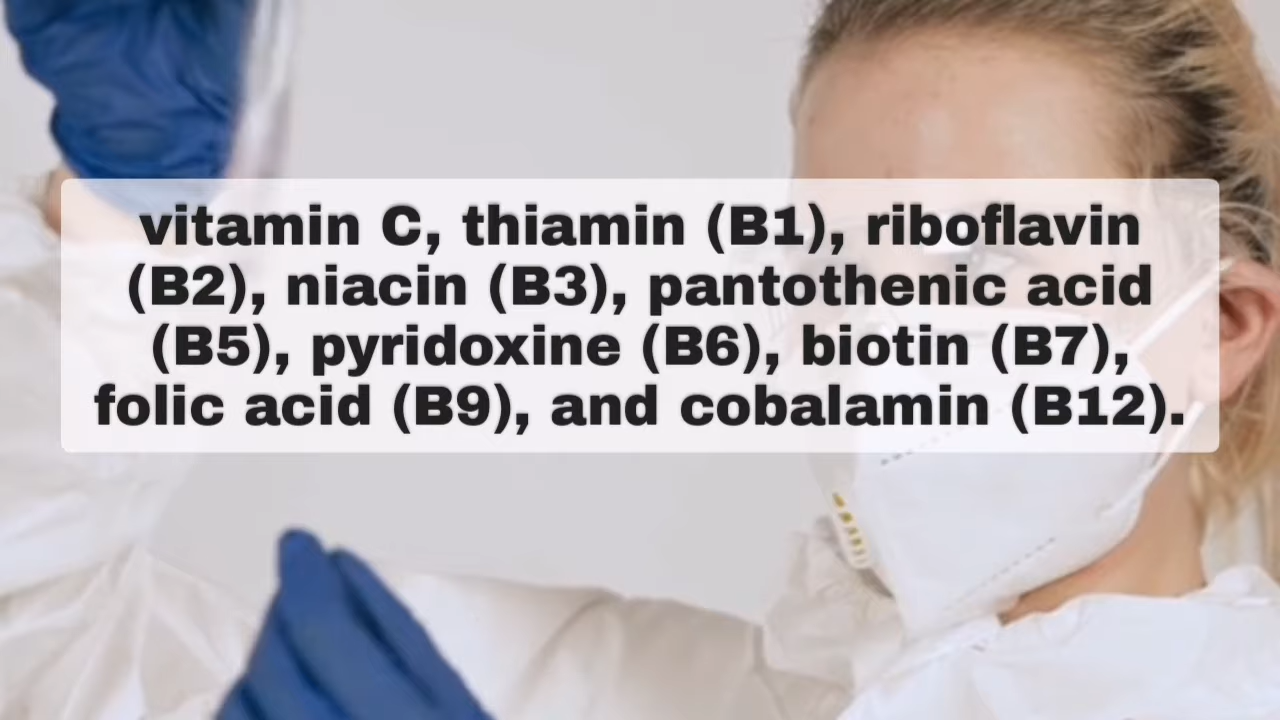 vitamin C, thiamin (B1), riboflavin
(B2), niacin (B3), pantothenic acid
(B5), pyridoxine (B6), biotin (B7),
folic acid (B9), and cobalamin (B12).